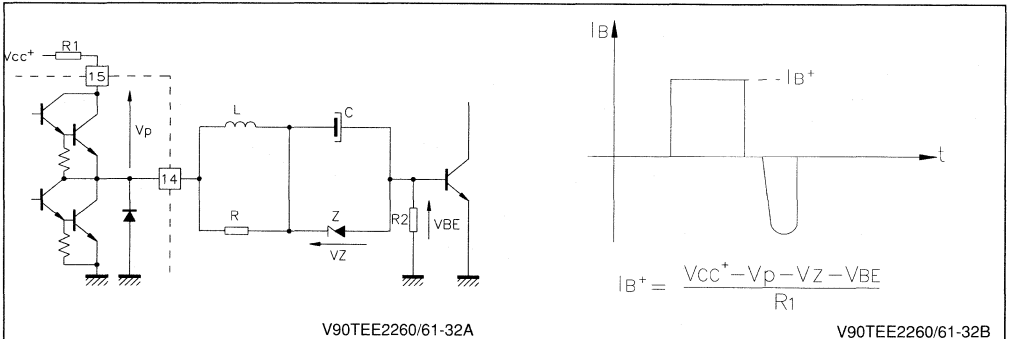 Vcc+
R1
15
Vp
14
L
C
R
Z
VZ
R2
VBE
V90TEE2260/61-32A
IB
IB+
t
IB+ = VCC+ -Vp -VZ -VBE
R1
V90TEE2260/61-32B